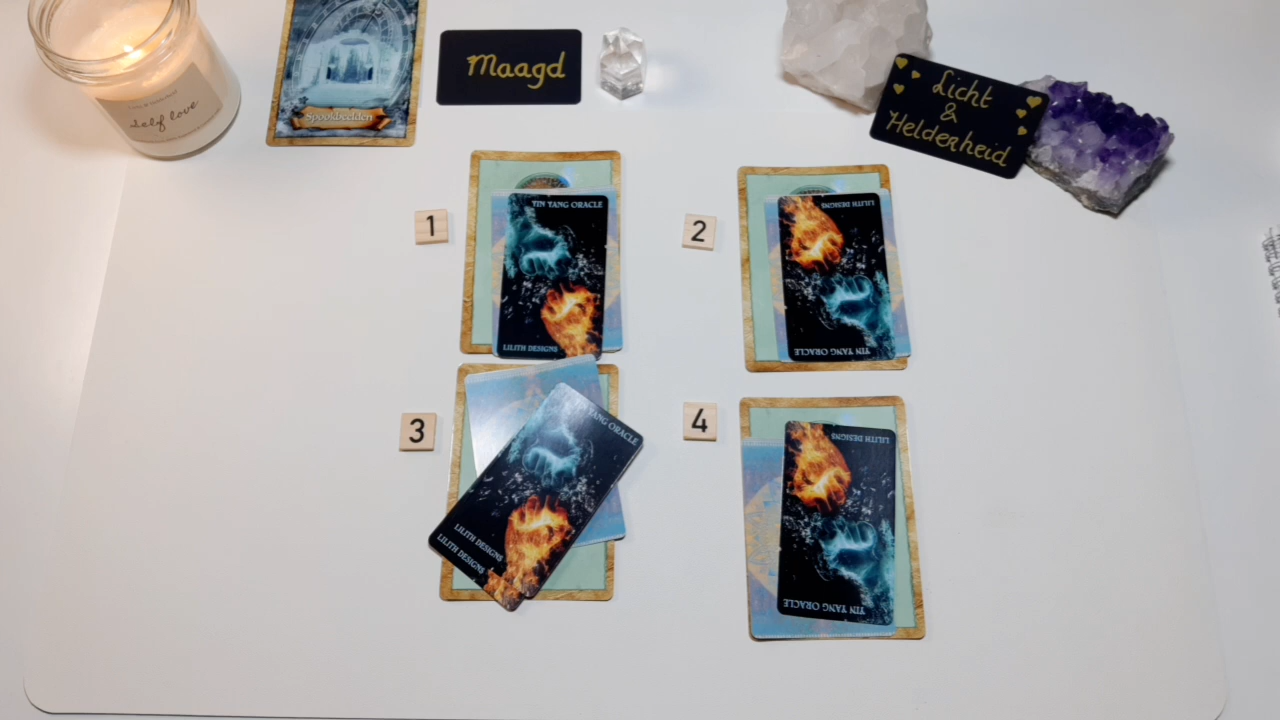 Self love
Spookbeelden
Maagd
Licht
&
Helderheid
1
YIN YANG ORACLE
LILITH DESIGNS
2
LILITH DESIGNS
YIN YANG ORACLE
3
YANG ORACLE
LILITH DESIGNS
LILITH DESIGNS
4
LILITH DESIGNS
YIN YANG ORACLE